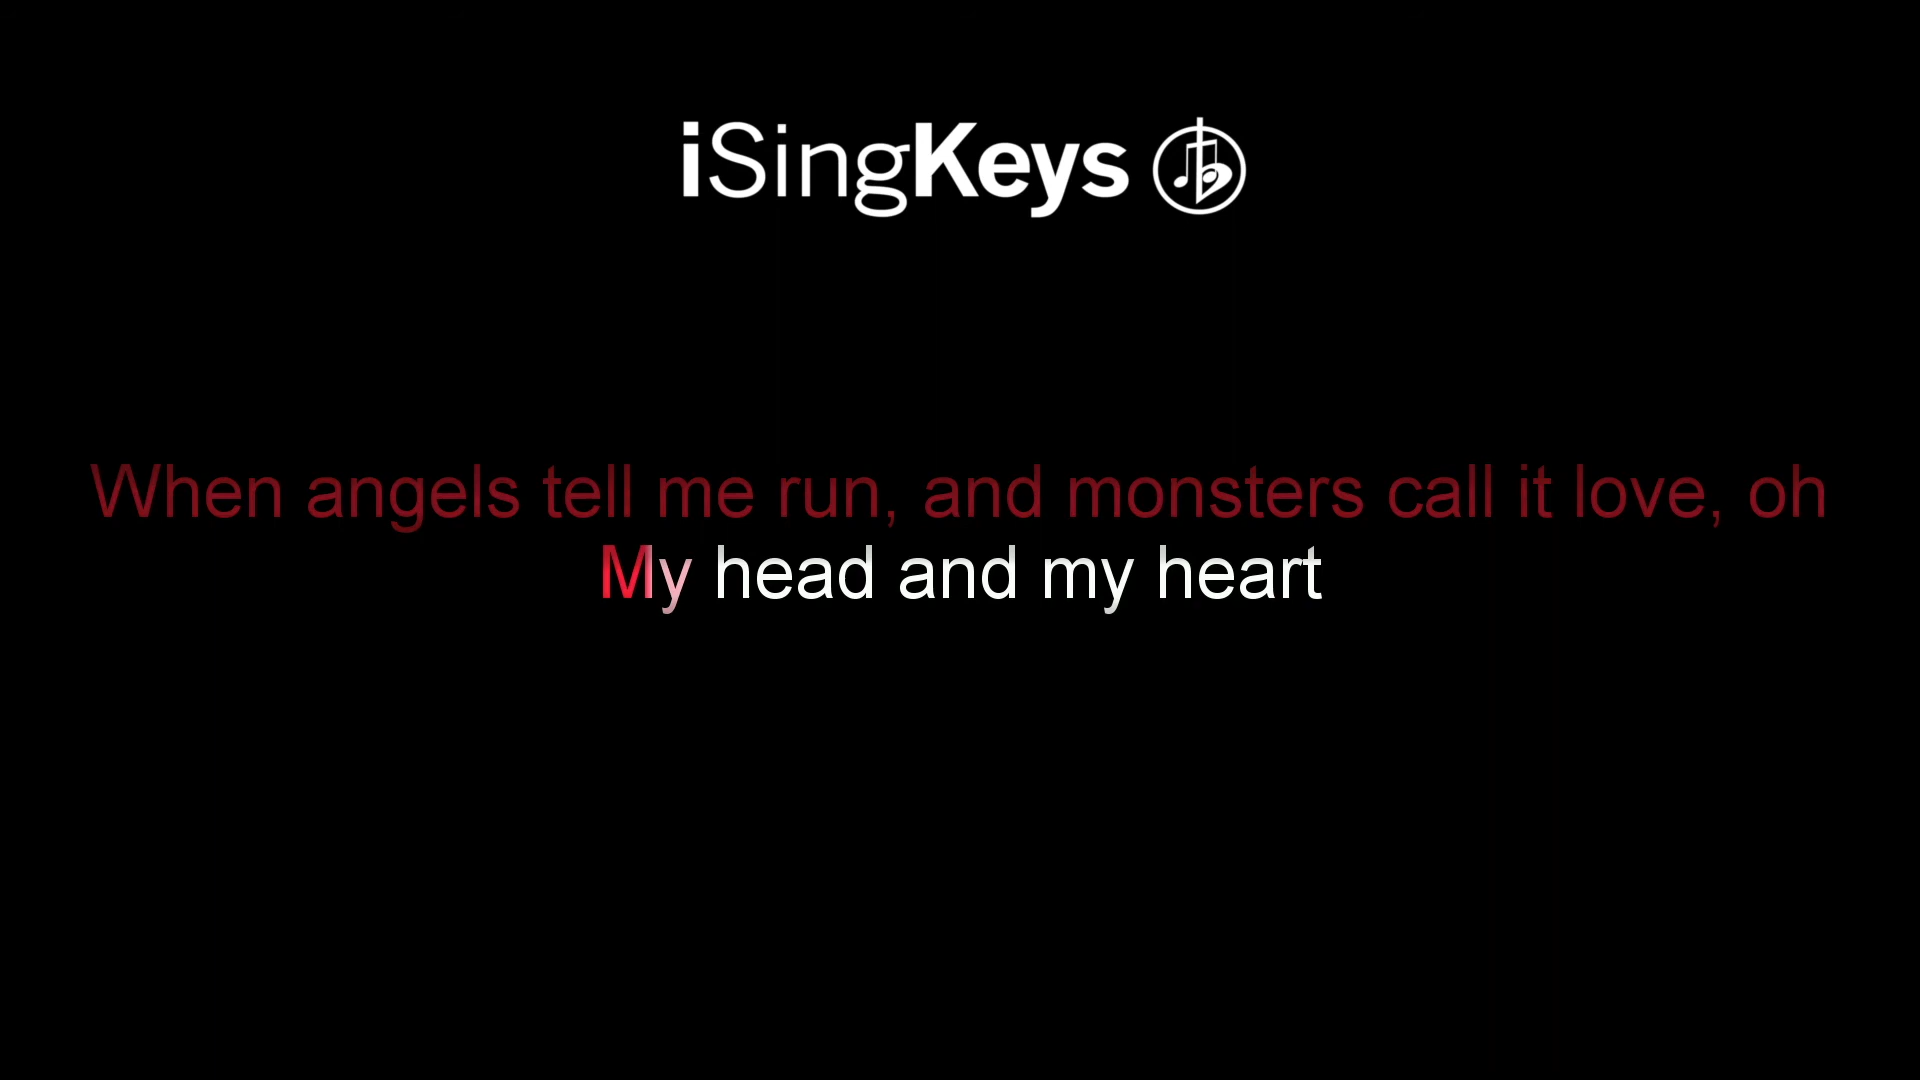 iSingKeys
When angels tell me run, and monsters call it love, oh
My head and my heart